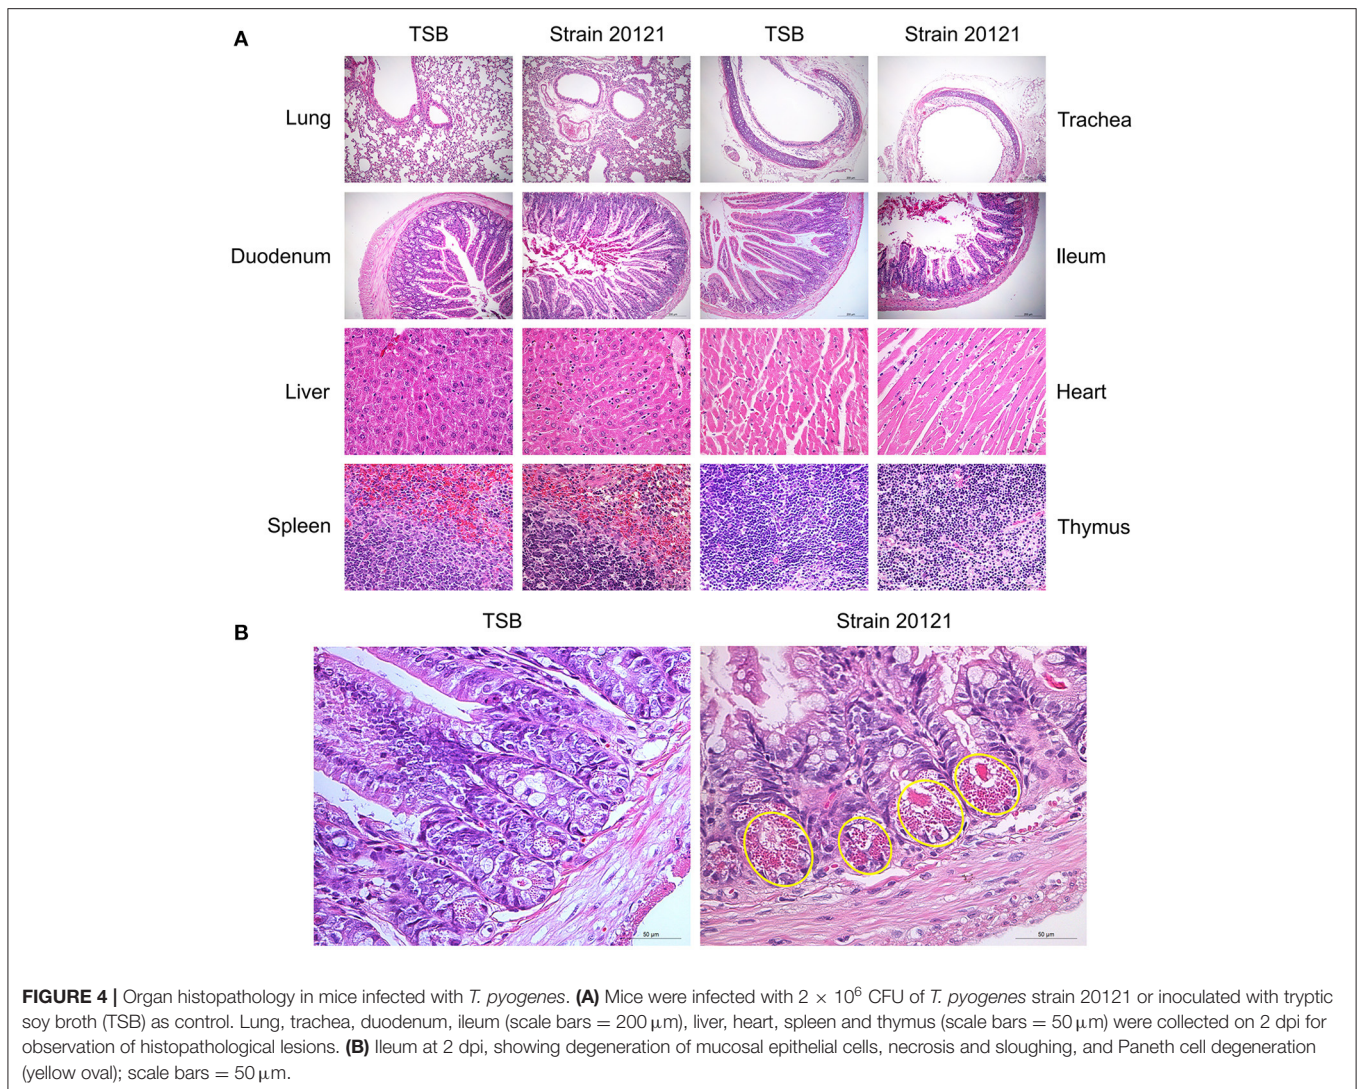 A
TSB Strain 20121 TSB Strain 20121
Lung Trachea
Duodenum Ileum
Liver Heart
Spleen Thymus
B
TSB Strain 20121
50 µm 50 µm
FIGURE 4 | Organ histopathology in mice infected with T. pyogenes. (A) Mice were infected with 2 × 10⁶ CFU of T. pyogenes strain 20121 or inoculated with tryptic
soy broth (TSB) as control. Lung, trachea, duodenum, ileum (scale bars = 200 µm), liver, heart, spleen and thymus (scale bars = 50 µm) were collected on 2 dpi for
observation of histopathological lesions. (B) Ileum at 2 dpi, showing degeneration of mucosal epithelial cells, necrosis and sloughing, and Paneth cell degeneration
(yellow oval); scale bars = 50 µm.